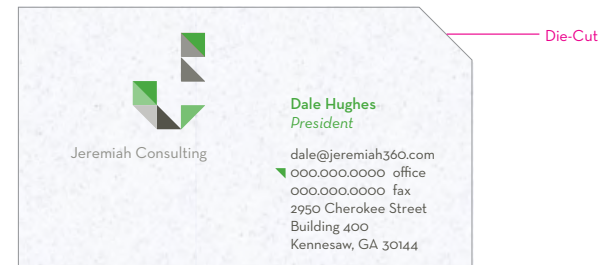 Die-Cut
Jeremiah Consulting
Dale Hughes
President
dale@jeremiah360.com
000.000.0000 office
000.000.0000 fax
2950 Cherokee Street
Building 400
Kennesaw, GA 30144